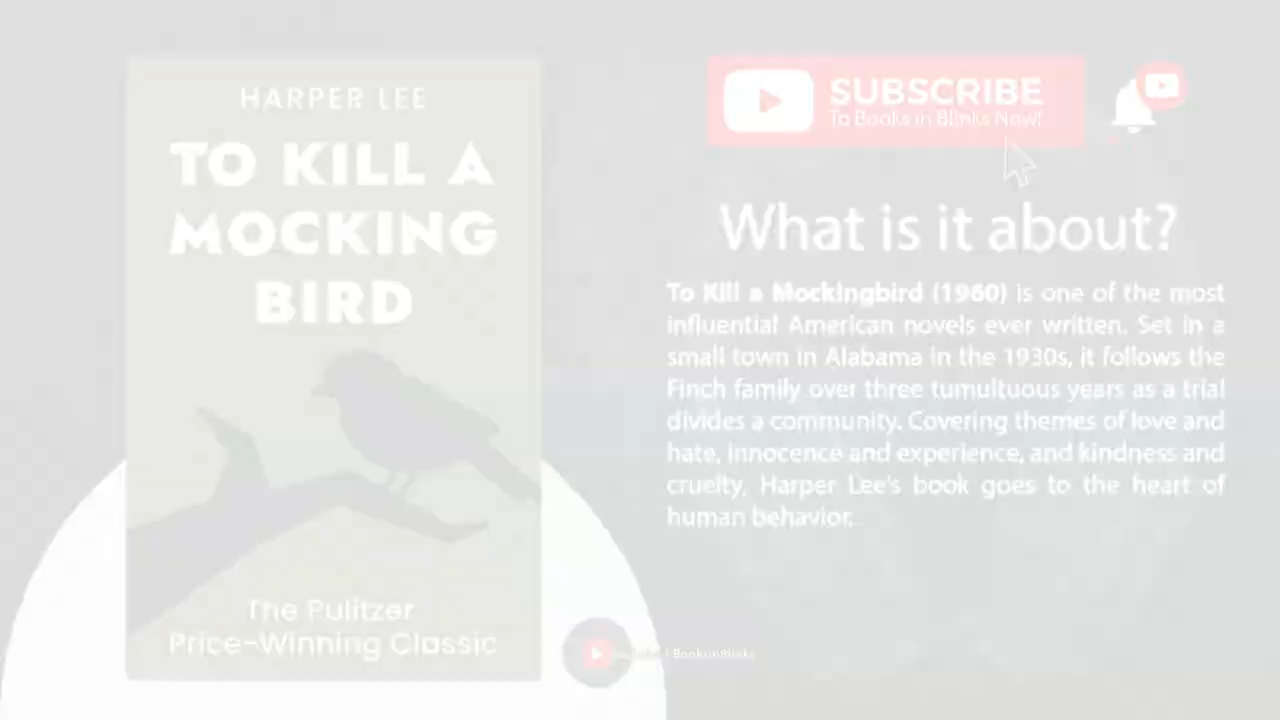 HARPER LEE
TO KILL A
MOCKING
BIRD
The Pulitzer
Price-Winning Classic
SUBSCRIBE
To Books in Blinks Now!
What is it about?
To Kill a Mockingbird (1960) is one of the most
influential American novels ever written. Set in a
small town in Alabama in the 1930s, it follows the
Finch family over three tumultuous years as a trial
divides a community. Covering themes of love and
hate, innocence and experience, and kindness and
cruelty, Harper Lee's book goes to the heart of
human behavior.
BooksinBlinks